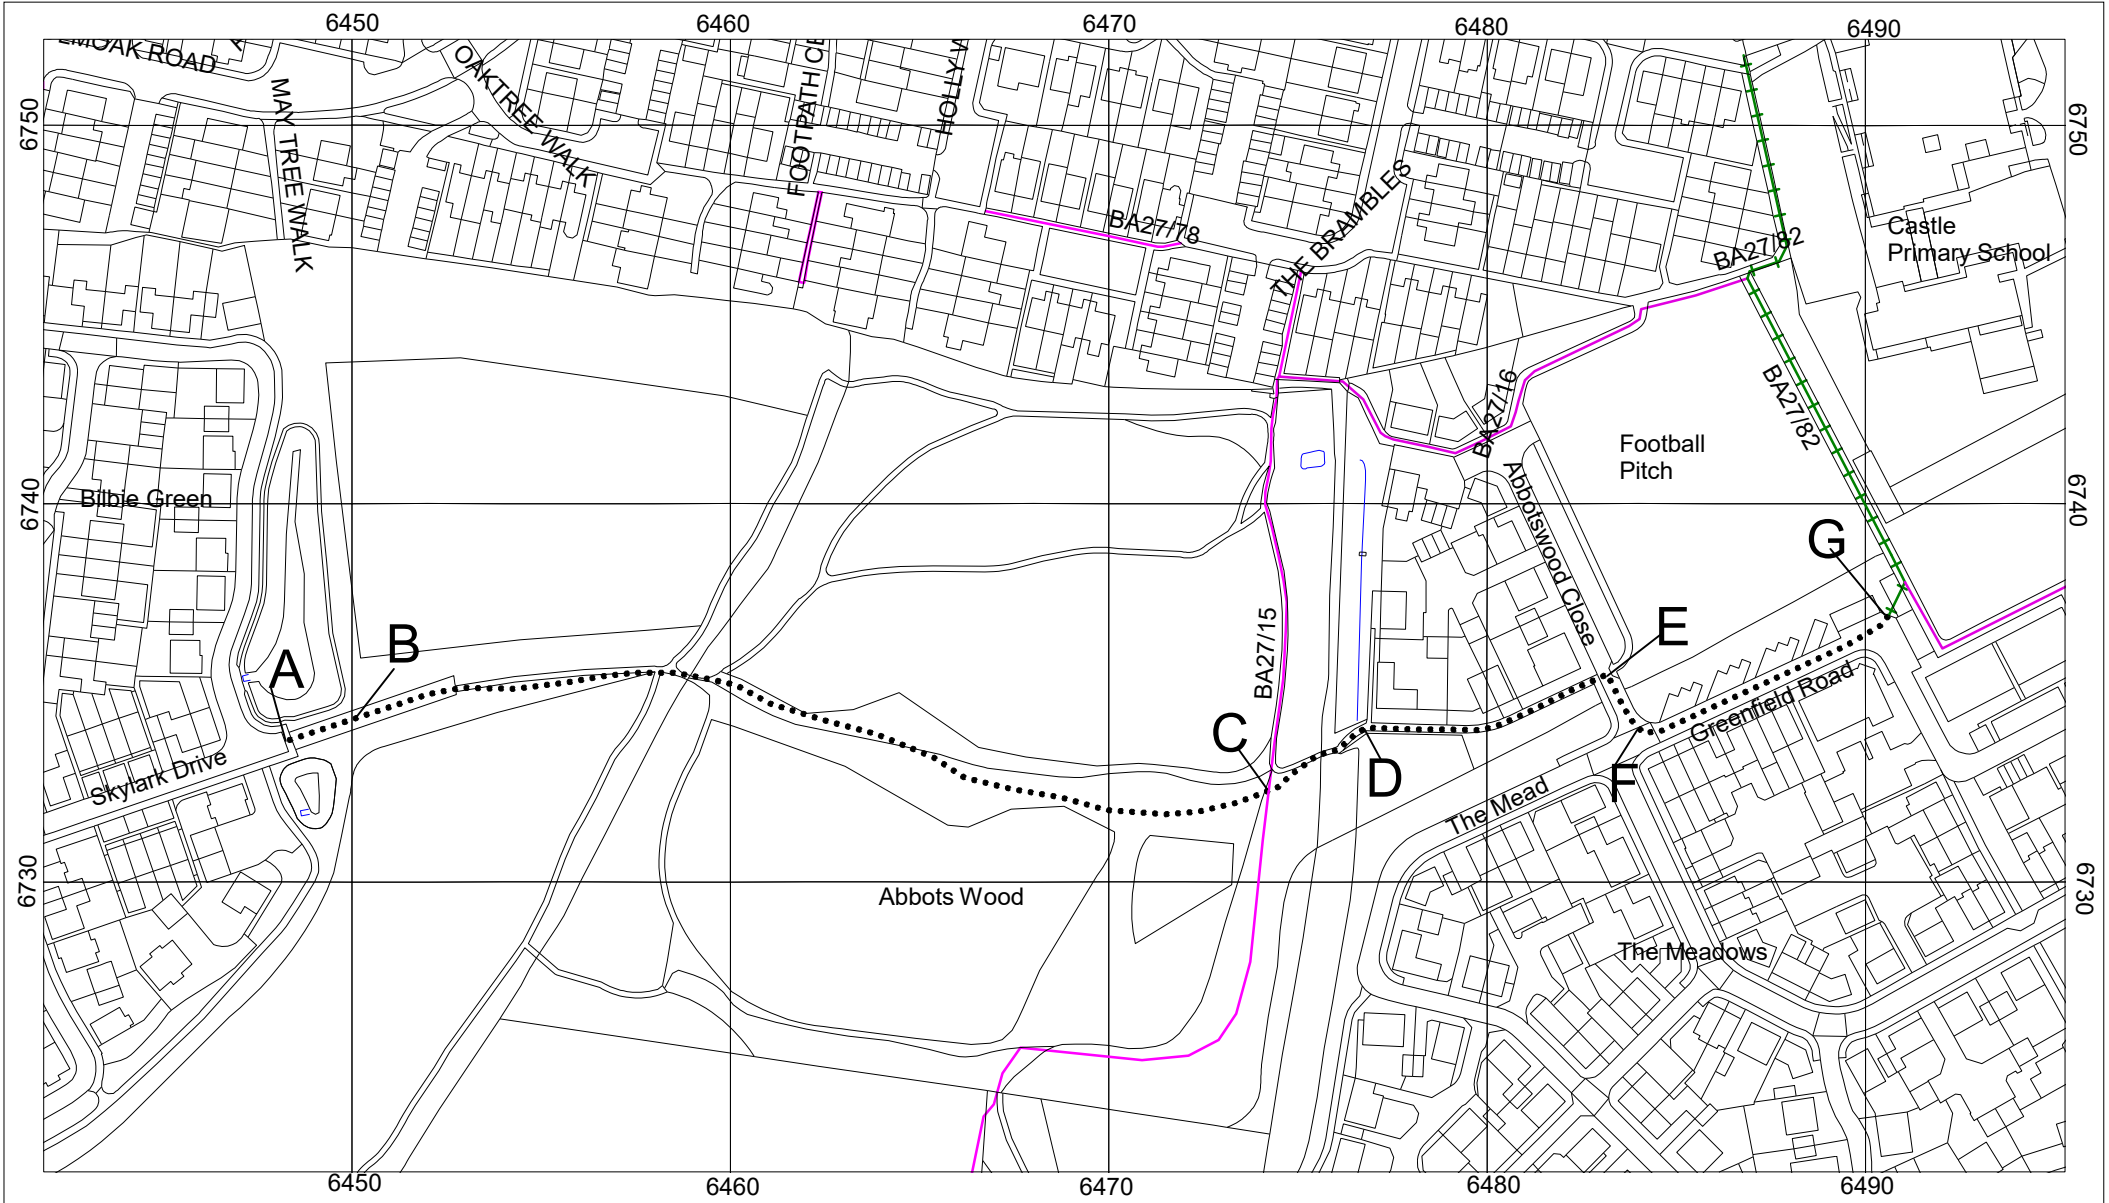 6450
6460
6470
6480
6490
OAK ROAD
MAY TREE WALK
OAKTREE WALK
FOOTPATH
6750
6750
BA27/78
THE BRAMBLES
BA27/82
Castle
Primary School
BA27/82
BA27/16
Football
Pitch
6740
Bilbie Green
Abbotswood Close
6740
G
BA27/15
E
A
B
C
D
Greenfield Road
F
Skylark Drive
The Mead
6730
Abbots Wood
6730
The Meadows
6450
6460
6470
6480
6490